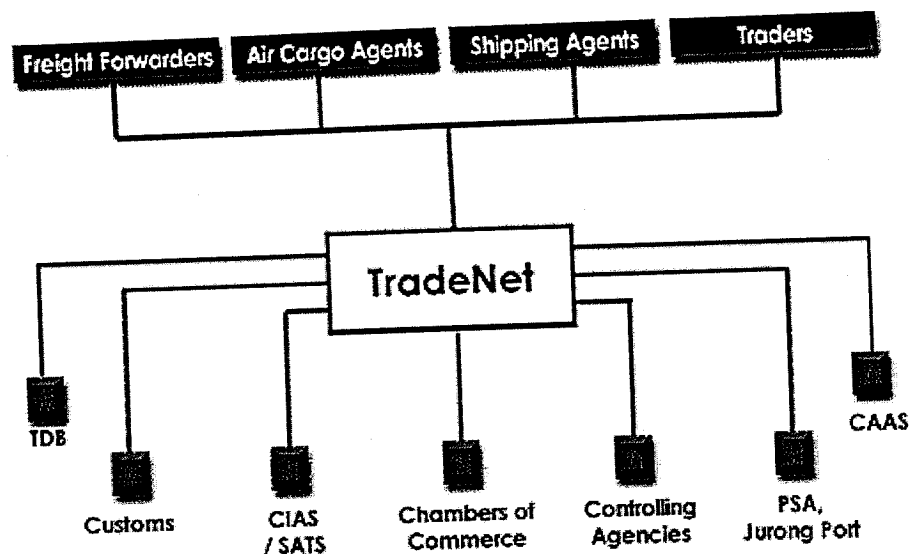 Freight Forwarders
Air Cargo Agents
Shipping Agents
Traders
TradeNet
TDB
Customs
CIAS
/ SATS
Chambers of
Commerce
Controlling
Agencies
PSA,
Jurong Port
CAAS